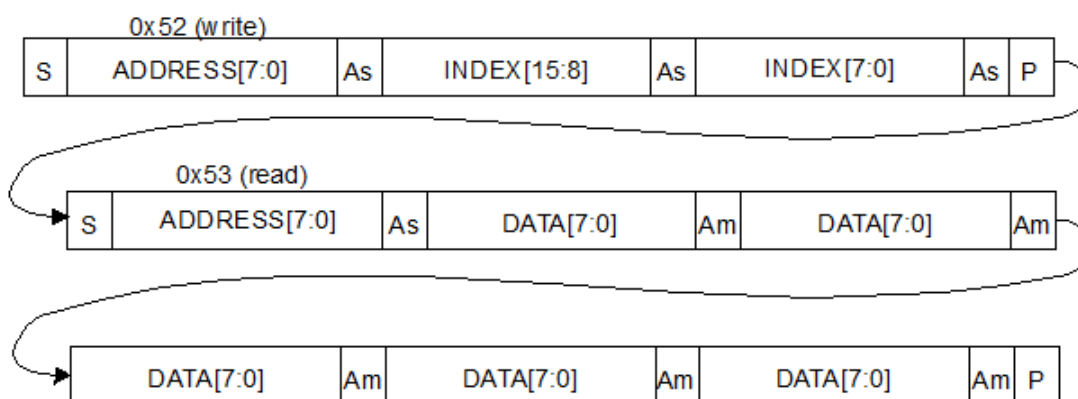 0x52 (write)
S ADDRESS[7:0] As INDEX[15:8] As INDEX[7:0] As P
0x53 (read)
S ADDRESS[7:0] As DATA[7:0] Am DATA[7:0] Am
DATA[7:0] Am DATA[7:0] Am DATA[7:0] Am P